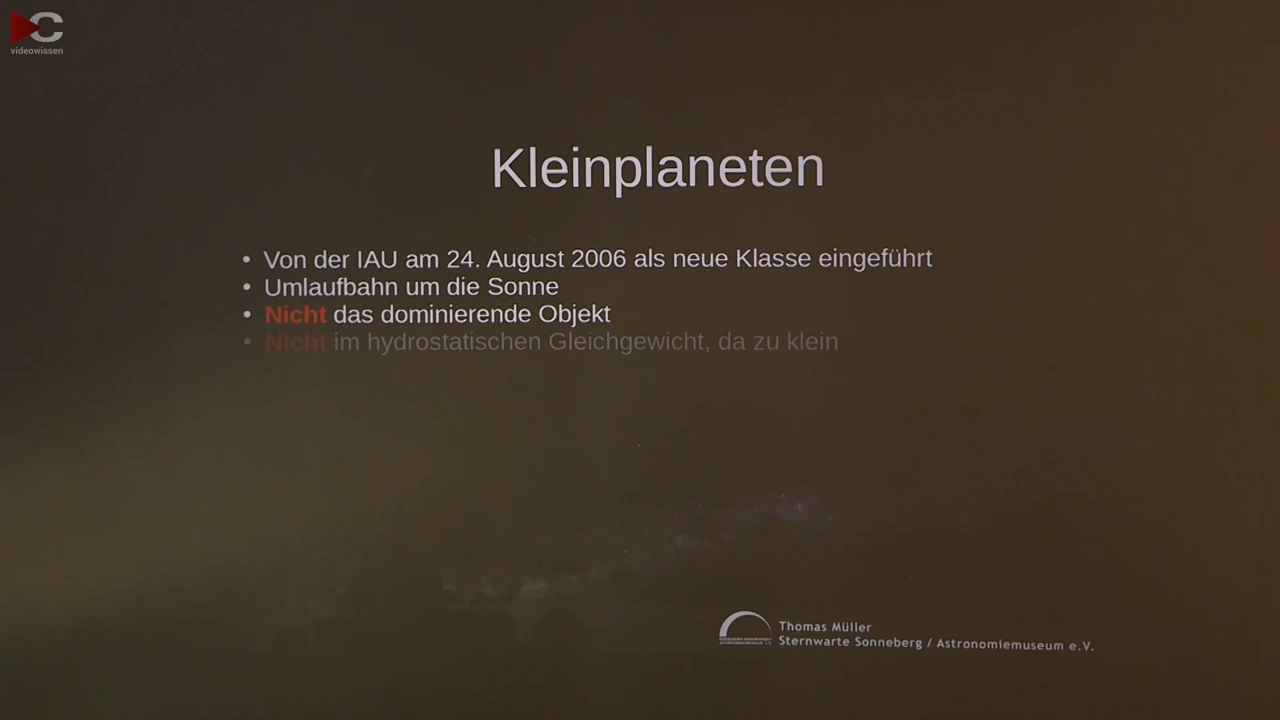 videowissen
Kleinplaneten
• Von der IAU am 24. August 2006 als neue Klasse eingeführt
• Umlaufbahn um die Sonne
• Nicht das dominierende Objekt
• Nicht im hydrostatischen Gleichgewicht, da zu klein
Thomas Müller
Sternwarte Sonneberg / Astronomiemuseum e.V.